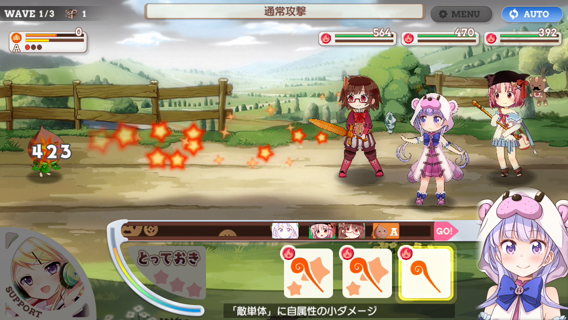 WAVE 1/3 1
通常攻撃
MENU
AUTO
0
A
564
470
392
423
A GO!
とっておき
SUPPORT
「敵単体」に自属性の小ダメージ